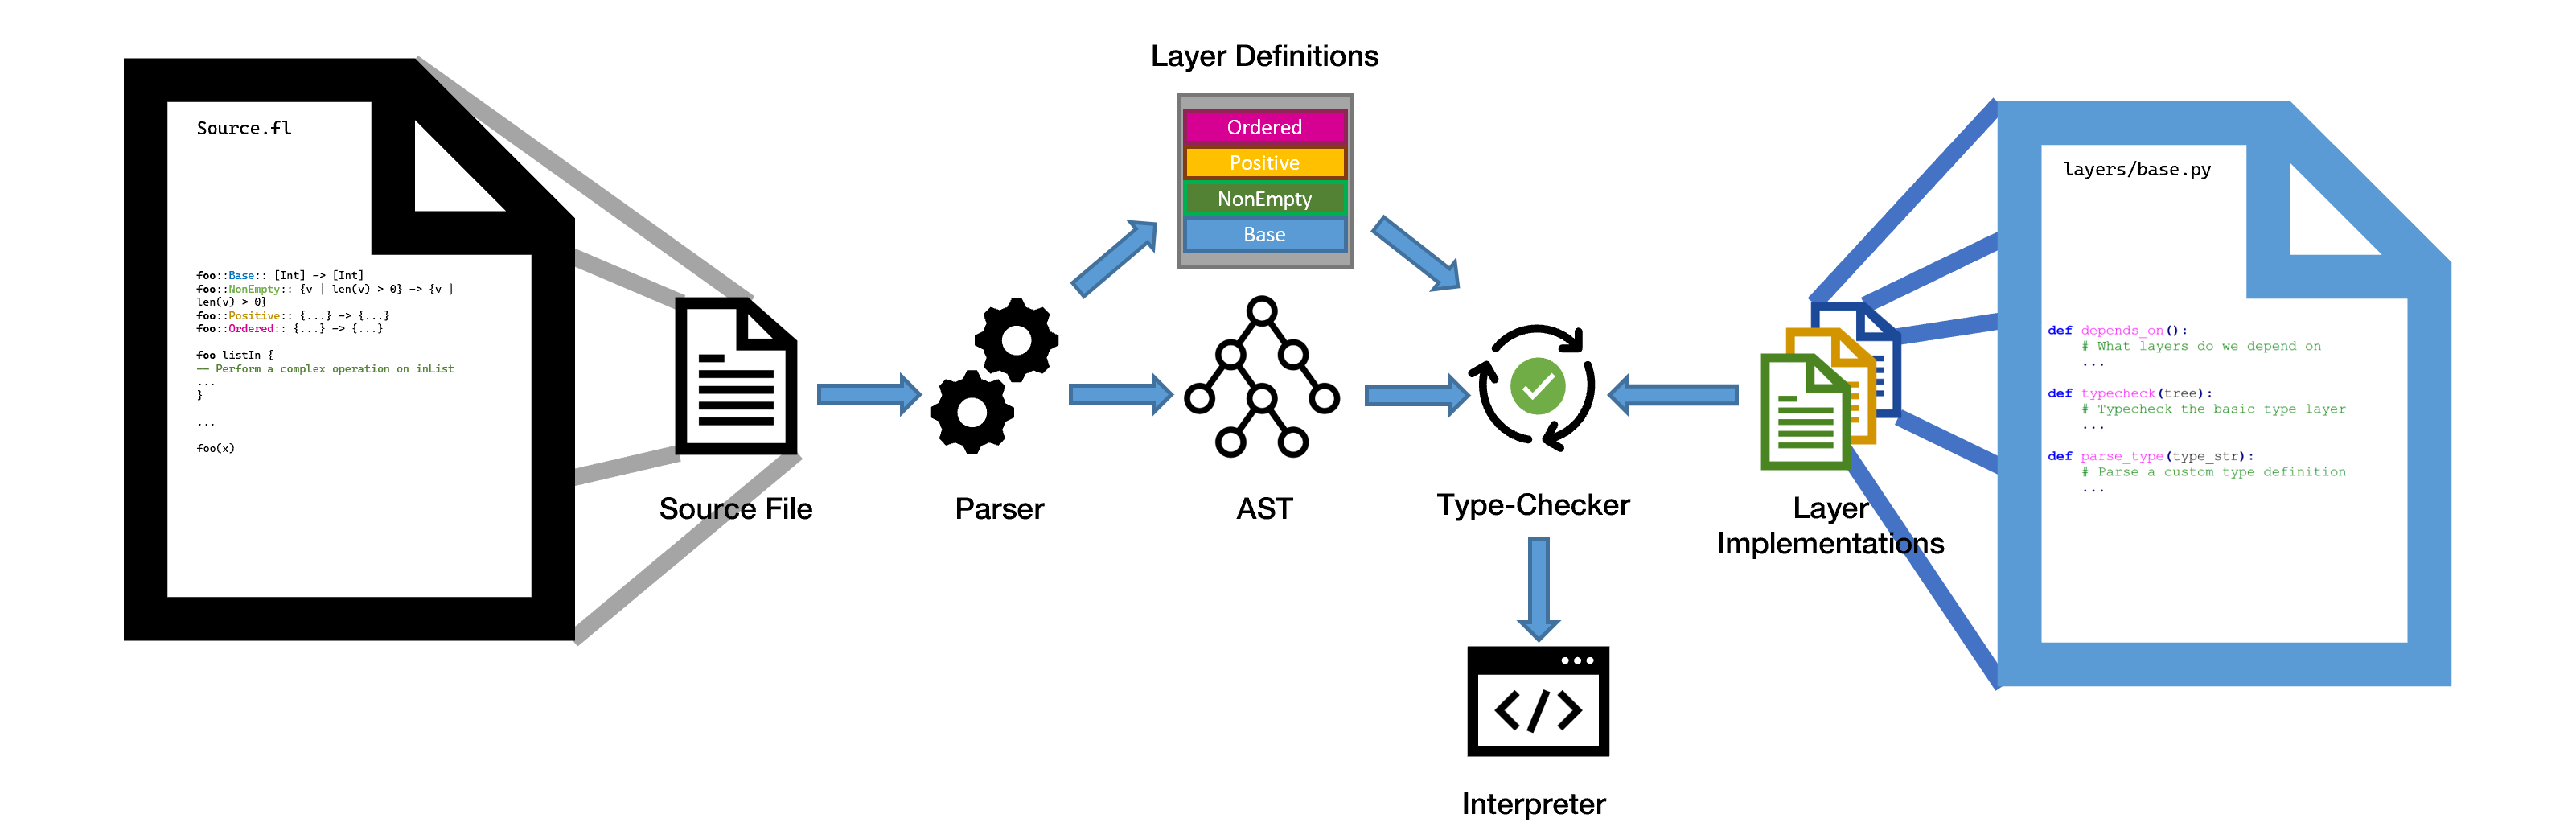 Source.fl
foo::Base:: [Int] -> [Int]
foo::NonEmpty:: {v | len(v) > 0} -> {v |
len(v) > 0}
foo::Positive:: {...} -> {...}
foo::Ordered:: {...} -> {...}
foo listIn {
-- Perform a complex operation on inList
...
}
...
foo(x)
Source File
Parser
Layer Definitions
Ordered
Positive
NonEmpty
Base
AST
Type-Checker
Interpreter
Layer
Implementations
layers/base.py
def depends_on():
# What layers do we depend on
...
def typecheck(tree):
# Typecheck the basic type layer
...
def parse_type(type_str):
# Parse a custom type definition
...